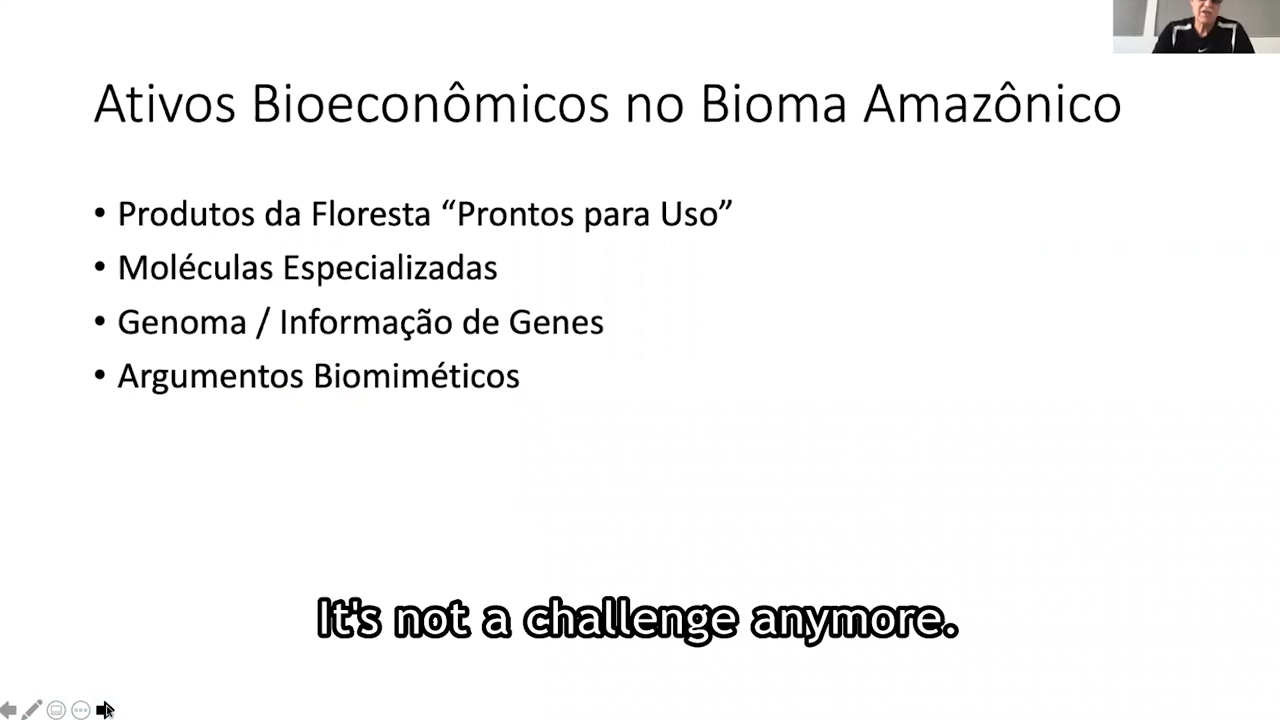 Ativos Bioeconômicos no Bioma Amazônico
• Produtos da Floresta “Prontos para Uso”
• Moléculas Especializadas
• Genoma / Informação de Genes
• Argumentos Biomiméticos
It's not a challenge anymore.